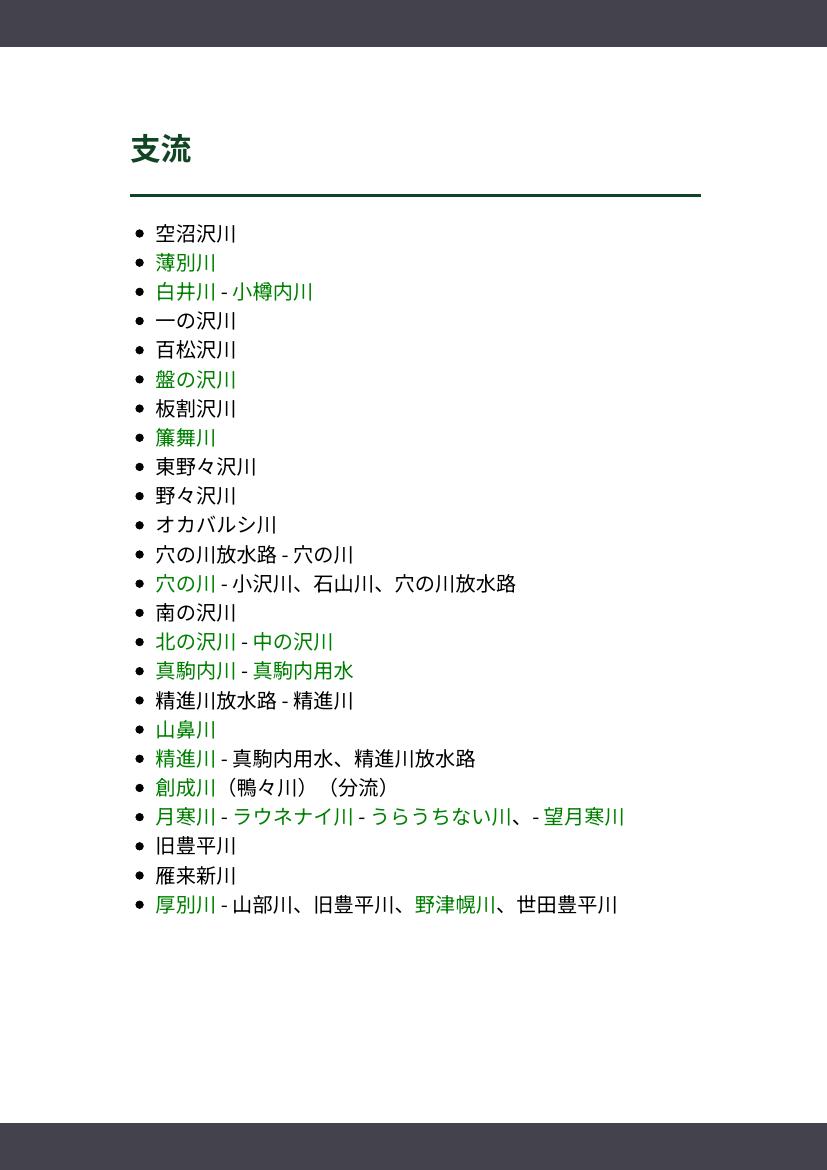 支流
空沼沢川
薄別川
白井川 - 小樽内川
一の沢川
百松沢川
盤の沢川
板割沢川
簾舞川
東野々沢川
野々沢川
オカバルシ川
穴の川放水路 - 穴の川
穴の川 - 小沢川、石山川、穴の川放水路
南の沢川
北の沢川 - 中の沢川
真駒内川 - 真駒内用水
精進川放水路 - 精進川
山鼻川
精進川 - 真駒内用水、精進川放水路
創成川（鴨々川）（分流）
月寒川 - ラウネナイ川 - うらうちない川、- 望月寒川
旧豊平川
雁来新川
厚別川 - 山部川、旧豊平川、野津幌川、世田豊平川